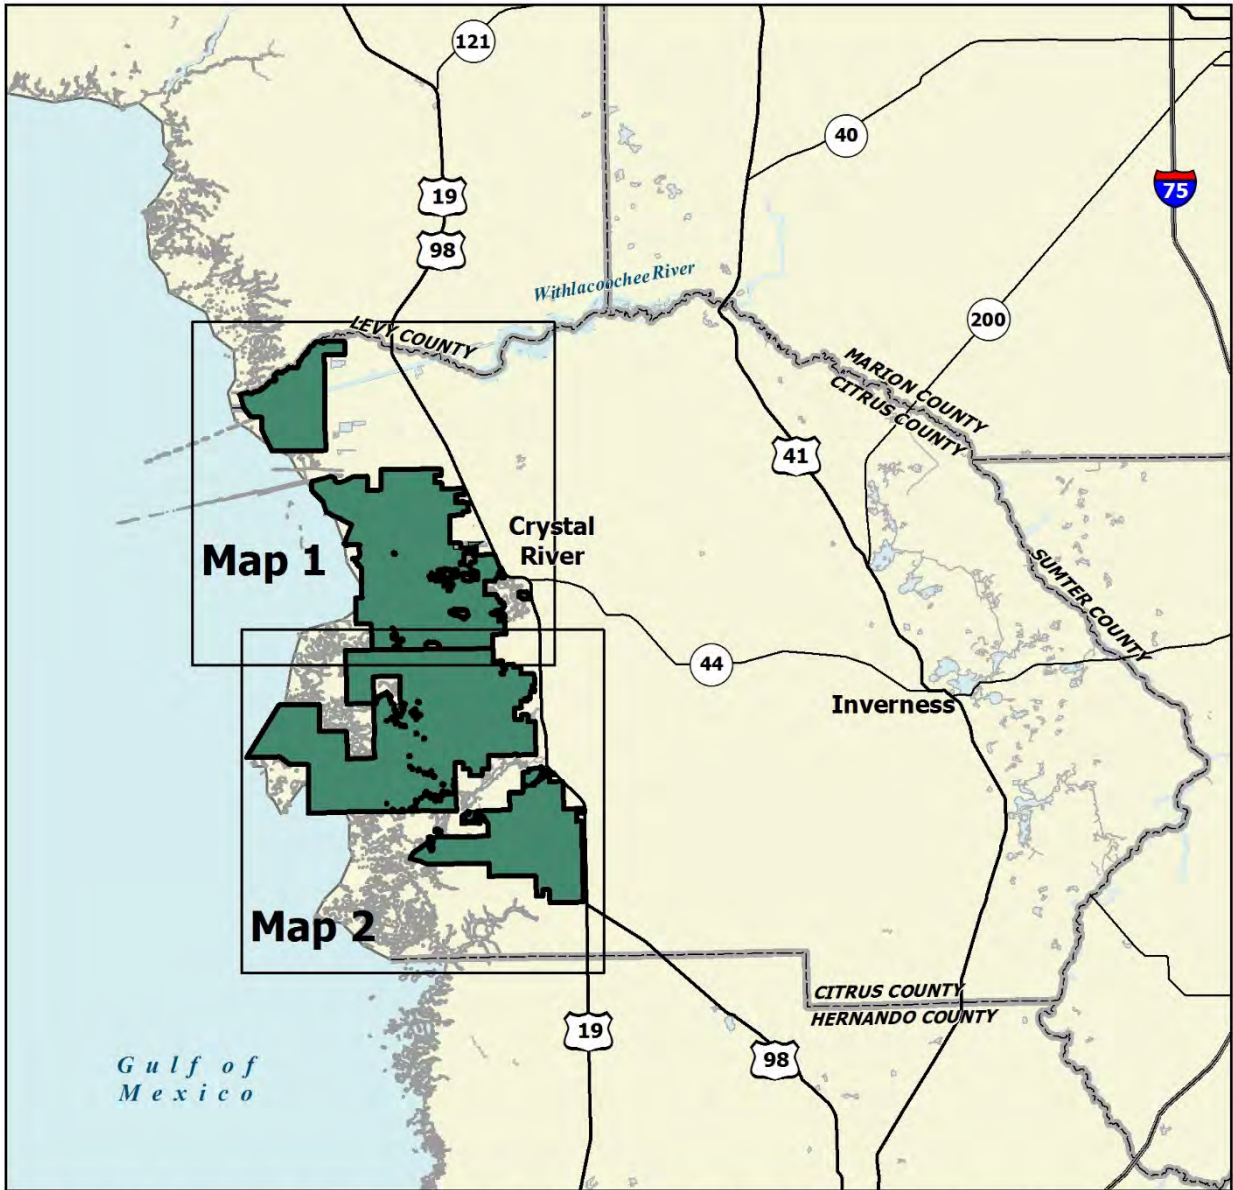 121
40
75
19
98
Withlacoochee River
200
LEVY COUNTY
MARION COUNTY
CITRUS COUNTY
41
Crystal
River
Map 1
SUMTER COUNTY
44
Inverness
Map 2
CITRUS COUNTY
HERNANDO COUNTY
19
98
Gulf of
Mexico